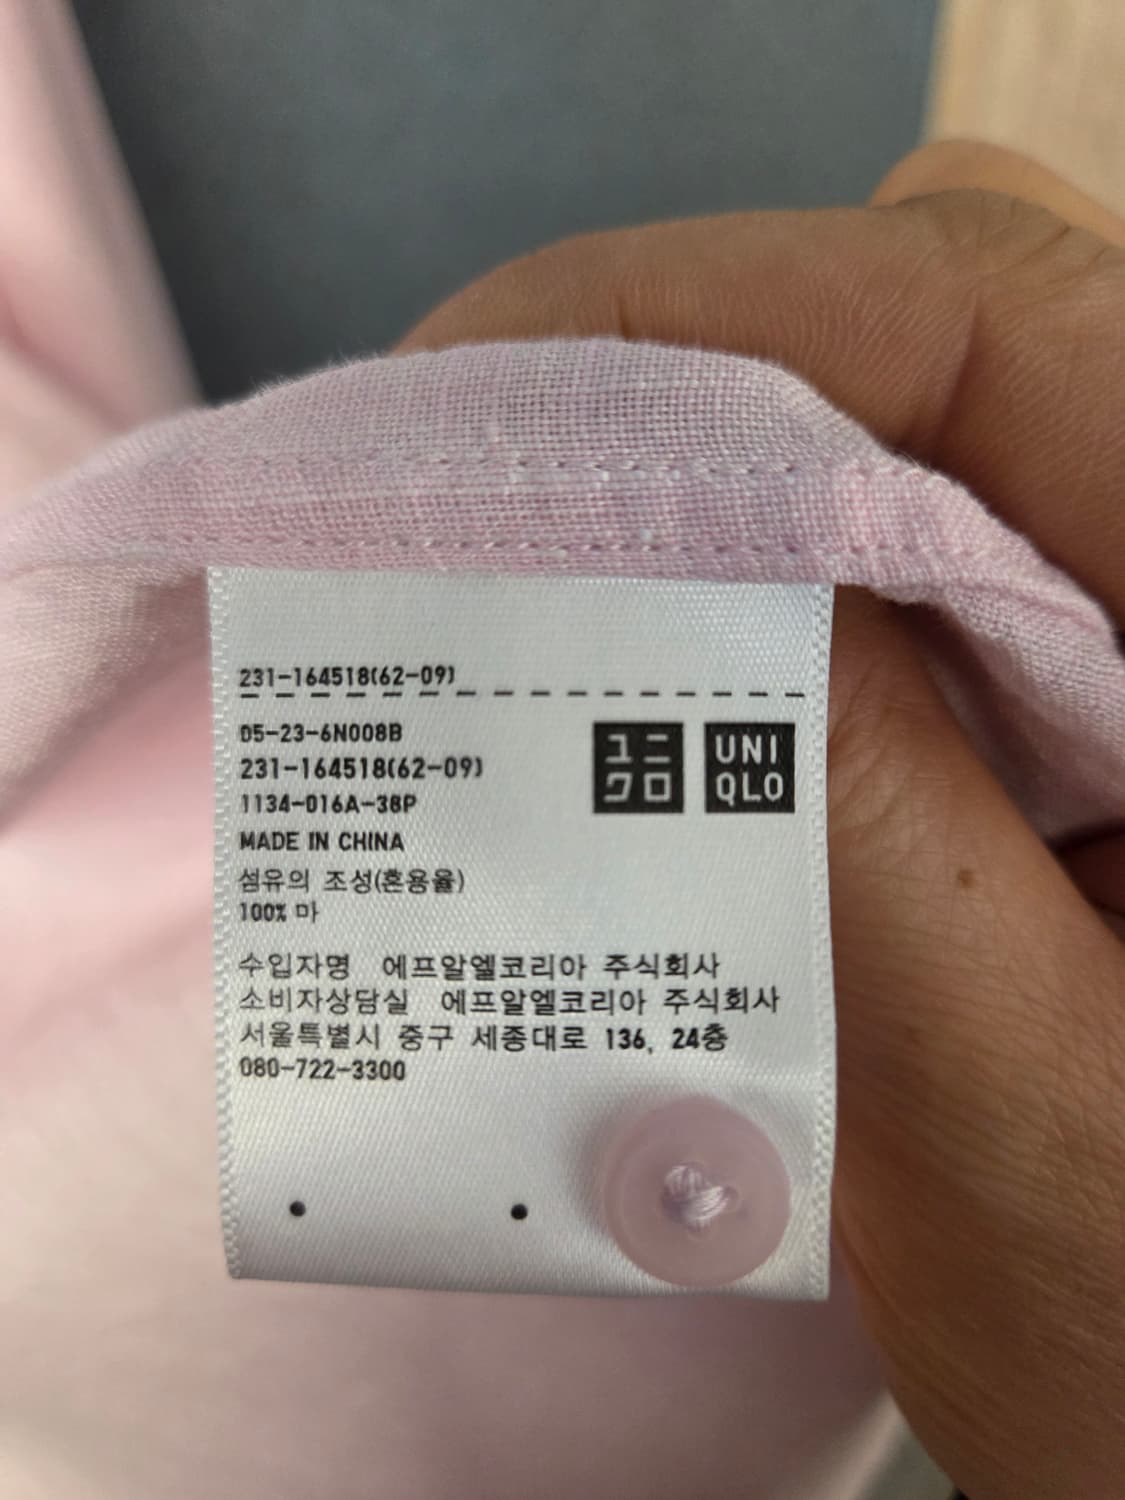 231-164518(62-09)
05-23-6N008B
231-164518(62-09)
1134-016A-38P
MADE IN CHINA
섬유의 조성(혼용율)
100% 마
ユニ
クロ
UNI
QLO
수입자명 에프알엘코리아 주식회사
소비자상담실 에프알엘코리아 주식회사
서울특별시 중구 세종대로 136, 24층
080-722-3300